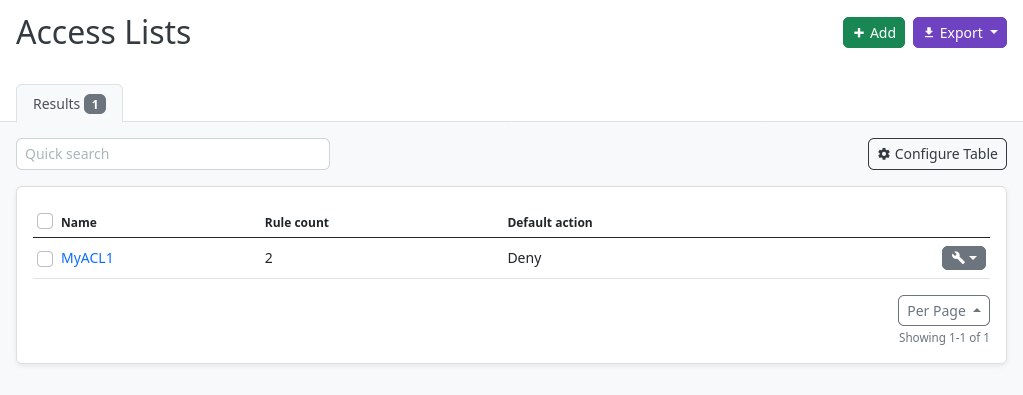 Access Lists
Add
Export
Results 1
Quick search
Configure Table
Name Rule count Default action
MyACL1 2 Deny
Per Page
Showing 1-1 of 1